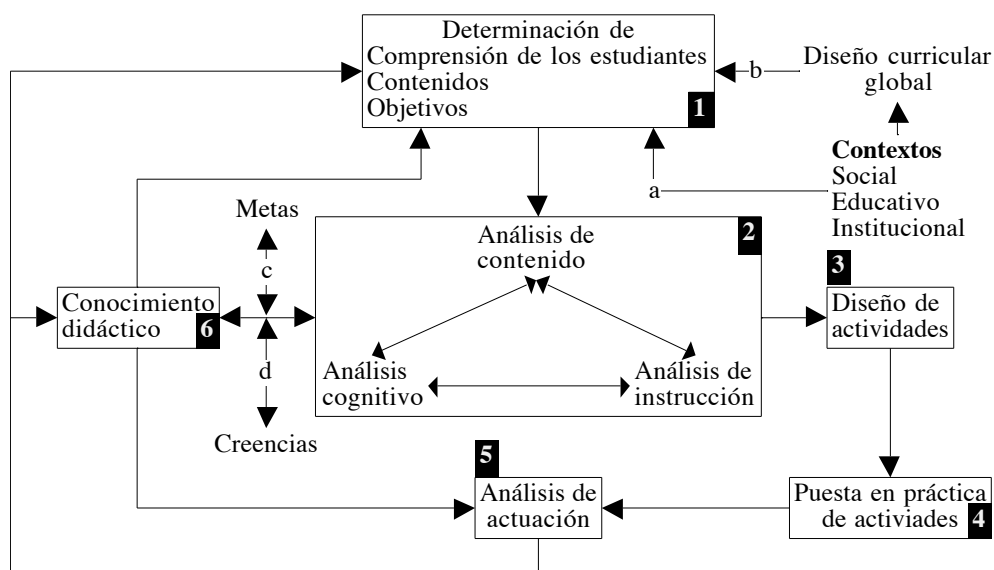 Determinación de
Comprensión de los estudiantes
Contenidos
Objetivos
1
b
Diseño curricular
global
Contextos
Social
Educativo
Institucional
a
Metas
c
d
Creencias
Conocimiento
didáctico
6
2
Análisis de
contenido
Análisis
cognitivo
Análisis de
instrucción
3
Diseño de
actividades
5
Análisis de
actuación
Puesta en práctica
de activiades
4